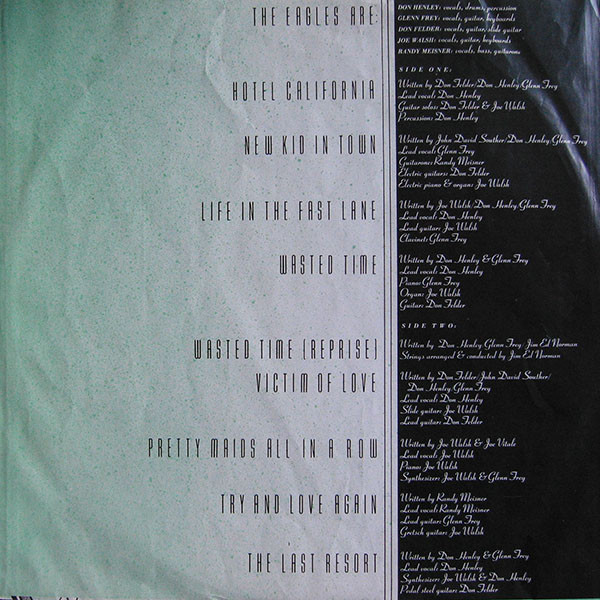 THE EAGLES ARE:
DON HENLEY: vocals, drums, percussion
GLENN FREY: vocals, guitar, keyboards
DON FELDER: vocals, guitar, slide guitar
JOE WALSH: vocals, guitar, keyboards
RANDY MEISNER: vocals, bass, guitarone
SIDE ONE:
HOTEL CALIFORNIA
Written by Don Felder/Don Henley/Glenn Frey
Lead vocal: Don Henley
Guitar solos: Don Felder & Joe Walsh
Percussion: Don Henley
NEW KID IN TOWN
Written by John David Souther/Don Henley/Glenn Frey
Lead vocal: Glenn Frey
Guitarone: Randy Meisner
Electric guitars: Don Felder
Electric piano & organ: Joe Walsh
LIFE IN THE FAST LANE
Written by Joe Walsh/Don Henley/Glenn Frey
Lead vocal: Don Henley
Lead guitar: Joe Walsh
Clavinet: Glenn Frey
WASTED TIME
Written by Don Henley & Glenn Frey
Lead vocal: Don Henley
Piano: Glenn Frey
Organ: Joe Walsh
Guitar: Don Felder
SIDE TWO:
WASTED TIME (REPRISE)
Written by Don Henley/Glenn Frey/Jim Ed Norman
Strings arranged & conducted by Jim Ed Norman
VICTIM OF LOVE
Written by Don Felder/John David Souther/
Don Henley/Glenn Frey
Lead vocal: Don Henley
Slide guitar: Joe Walsh
Lead guitar: Don Felder
PRETTY MAIDS ALL IN A ROW
Written by Joe Walsh & Joe Vitale
Lead vocal: Joe Walsh
Piano: Joe Walsh
Synthesizer: Joe Walsh & Glenn Frey
TRY AND LOVE AGAIN
Written by Randy Meisner
Lead vocal: Randy Meisner
Lead guitar: Glenn Frey
Gretsch guitar: Joe Walsh
THE LAST RESORT
Written by Don Henley & Glenn Frey
Lead vocal: Don Henley
Synthesizer: Joe Walsh & Don Henley
Pedal steel guitar: Don Felder